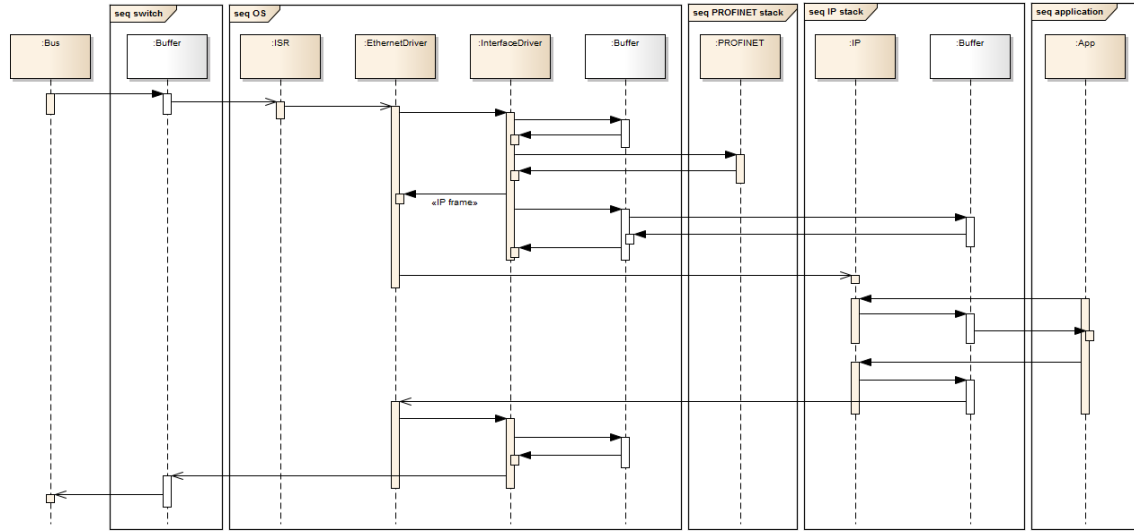 seq switch
seq OS
seq PROFINET stack
seq IP stack
seq application
:Bus
:Buffer
:ISR
:EthernetDriver
:InterfaceDriver
:Buffer
:PROFINET
:IP
:Buffer
:App
«IP frame»